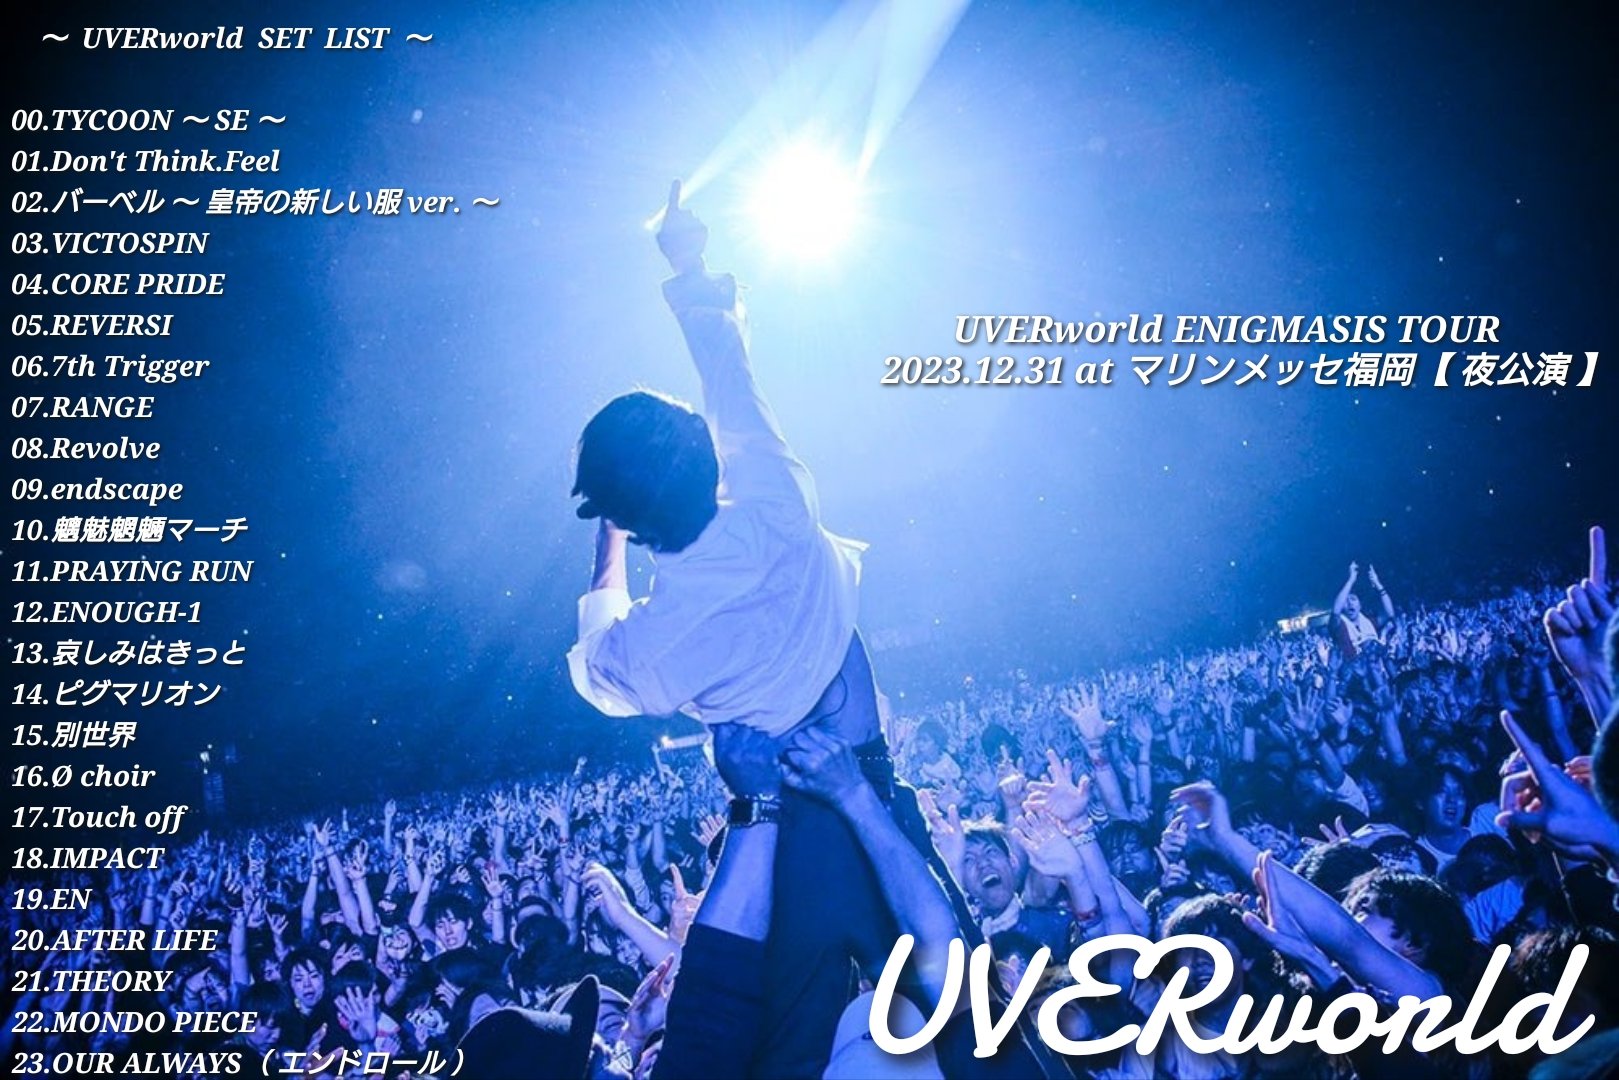 ～ UVERworld SET LIST ～
00.TYCOON ～ SE ～
01.Don't Think.Feel
02.バーベル ～ 皇帝の新しい服 ver. ～
03.VICTOSPIN
04.CORE PRIDE
05.REVERSI
06.7th Trigger
07.RANGE
08.Revolve
09.endscape
10.魑魅魍魎マーチ
11.PRAYING RUN
12.ENOUGH-1
13.哀しみはきっと
14.ピグマリオン
15.別世界
16.Ø choir
17.Touch off
18.IMPACT
19.EN
20.AFTER LIFE
21.THEORY
22.MONDO PIECE
23.OUR ALWAYS（エンドロール）
UVERworld ENIGMASIS TOUR
2023.12.31 at マリンメッセ福岡【 夜公演 】
UVERworld